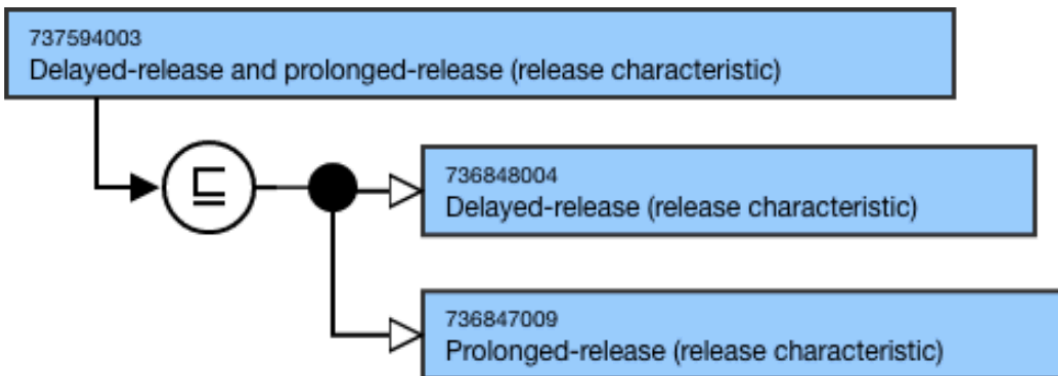 737594003
Delayed-release and prolonged-release (release characteristic)
⊑
736848004
Delayed-release (release characteristic)
736847009
Prolonged-release (release characteristic)